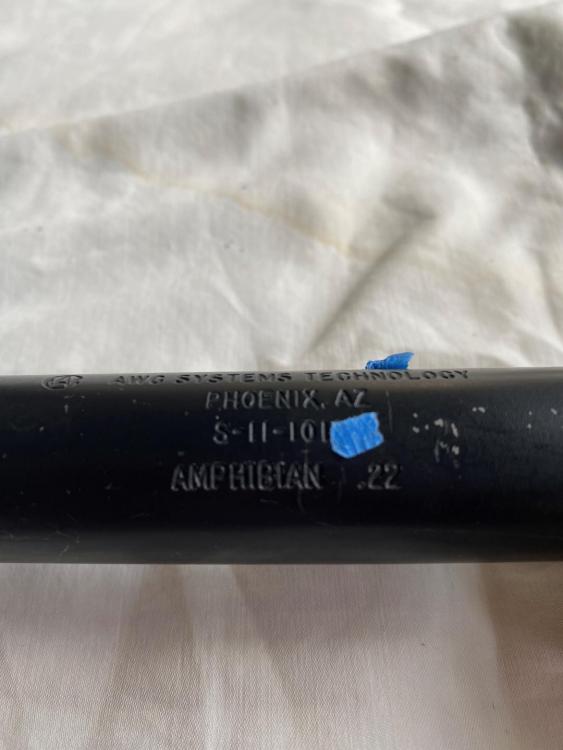 AWC SYSTEMS TECHNOLOGY
PHOENIX, AZ
S-11-101
AMPHIBIAN .22